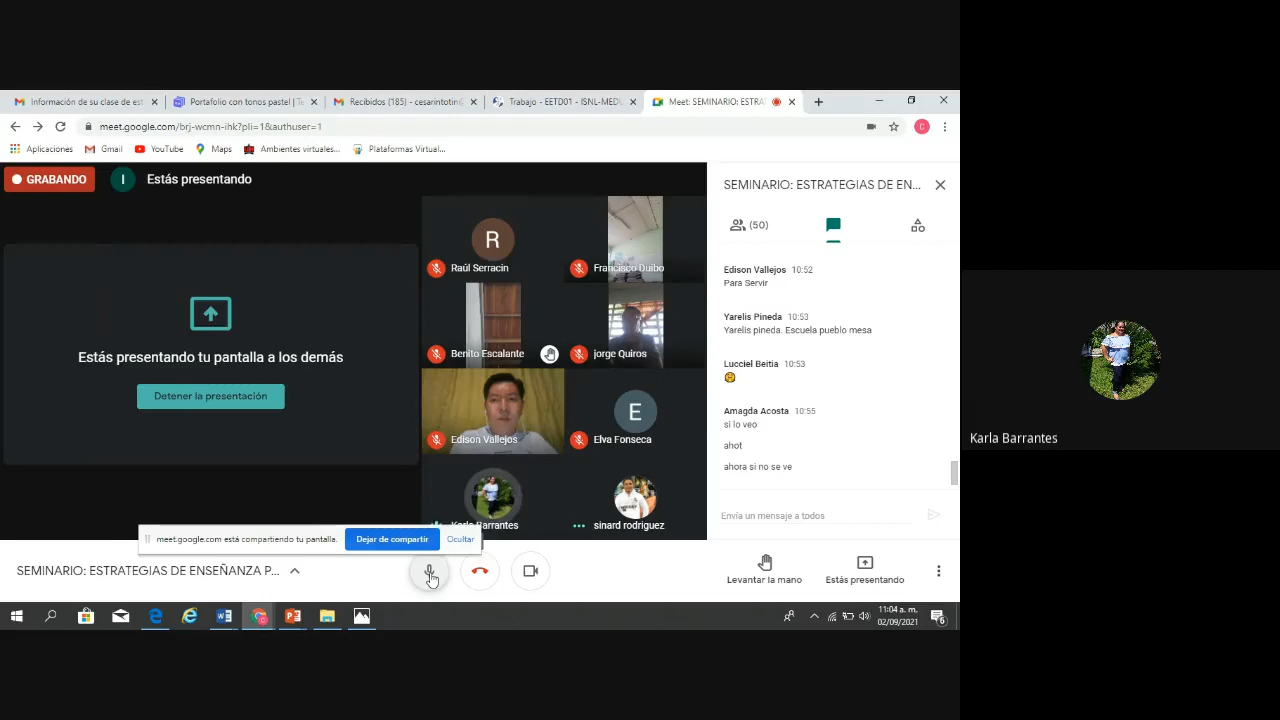 Información de su clase de est
Portafolio con tonos pastel | Te
Recibidos (185) - cesarintotin@
Trabajo - EETD01 - ISNL-MEDU
Meet: SEMINARIO: ESTRA
meet.google.com/brj-wcmn-ihk?pli=1&authuser=1
C
Aplicaciones
Gmail
YouTube
Maps
Ambientes virtuales...
Plataformas Virtual...
GRABANDO
I
Estás presentando
SEMINARIO: ESTRATEGIAS DE EN...
(50)
R
Raúl Serracin
Francisco Duibo
Benito Escalante
jorge Quiros
Edison Vallejos
E
Elva Fonseca
Karla Barrantes
sinard rodriguez
Estás presentando tu pantalla a los demás
Detener la presentación
Edison Vallejos 10:52
Para Servir
Yarelis Pineda 10:53
Yarelis pineda. Escuela pueblo mesa
Lucciel Beitia 10:53
Amagda Acosta 10:55
si lo veo
ahot
ahora si no se ve
Envía un mensaje a todos
meet.google.com está compartiendo tu pantalla.
Dejar de compartir
Ocultar
SEMINARIO: ESTRATEGIAS DE ENSEÑANZA P...
Levantar la mano
Estás presentando
11:04 a. m.
02/09/2021
6
Karla Barrantes